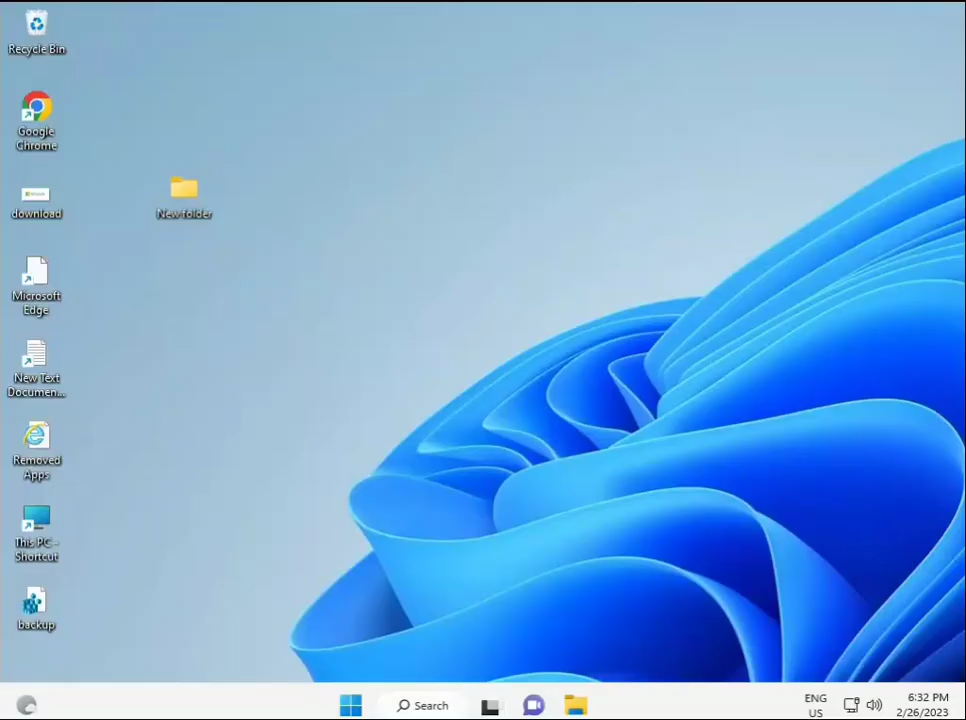 Recycle Bin
Google
Chrome
download
New folder
Microsoft
Edge
New Text
Documen...
Removed
Apps
This PC -
Shortcut
backup
Search
ENG
US
6:32 PM
2/26/2023